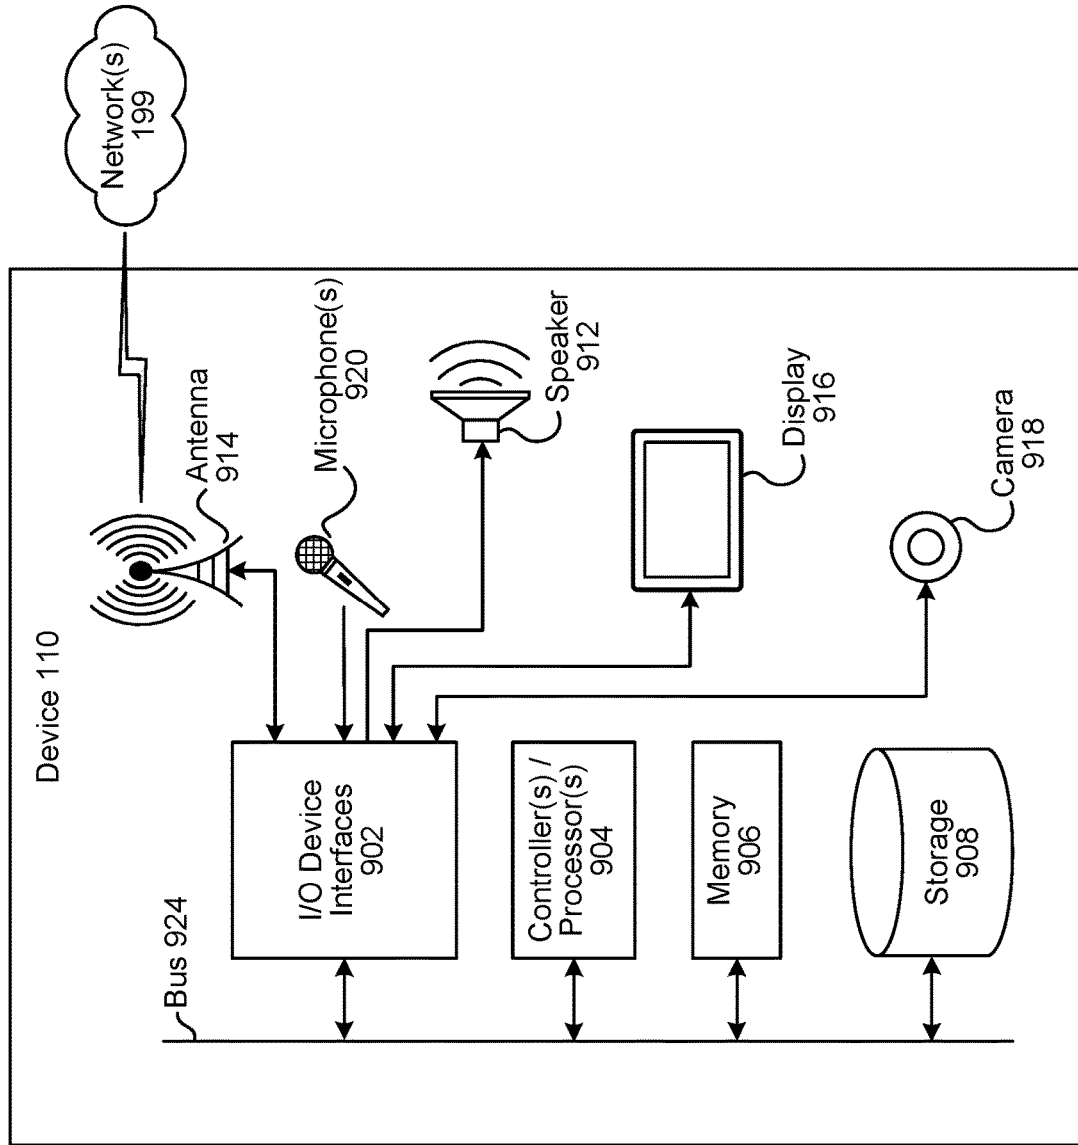 Device 110
Bus 924
I/O Device
Interfaces
902
Controller(s) /
Processor(s)
904
Memory
906
Storage
908
Antenna
914
Microphone(s)
920
Speaker
912
Display
916
Camera
918
Network(s)
199